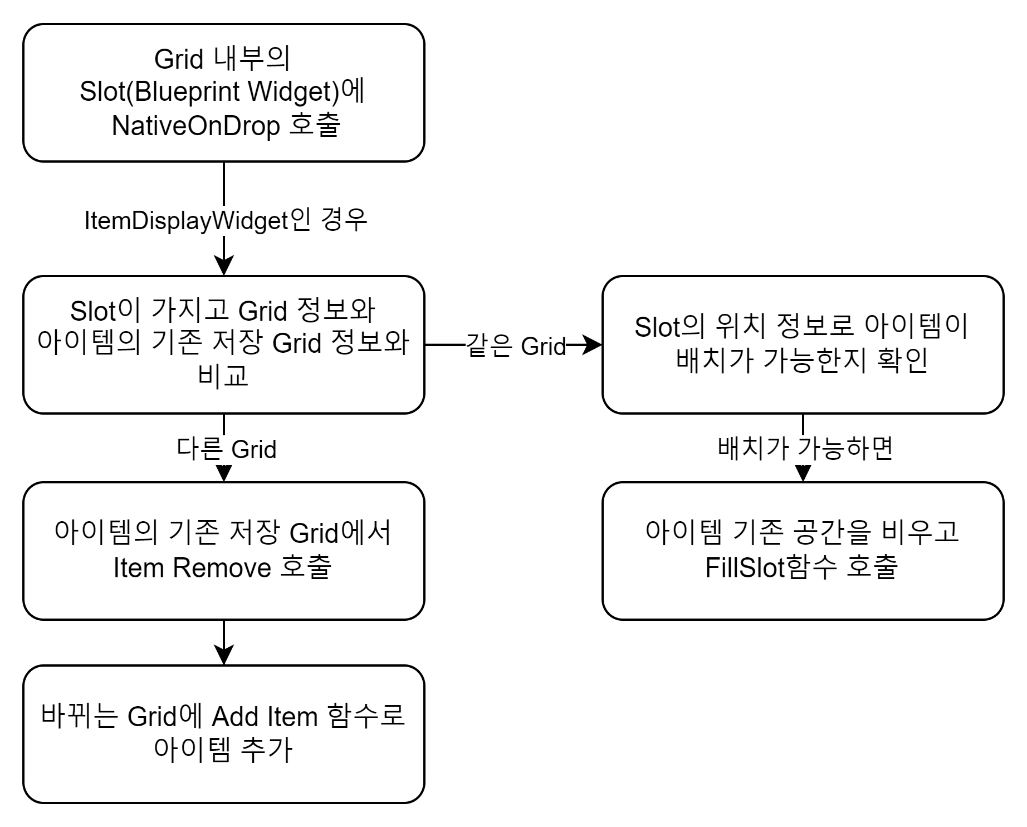 Grid 내부의
Slot(Blueprint Widget)에
NativeOnDrop 호출
ItemDisplayWidget인 경우
Slot이 가지고 Grid 정보와
아이템의 기존 저장 Grid 정보와
비교
같은 Grid
Slot의 위치 정보로 아이템이
배치가 가능한지 확인
다른 Grid
배치가 가능하면
아이템의 기존 저장 Grid에서
Item Remove 호출
아이템 기존 공간을 비우고
FillSlot함수 호출
바뀌는 Grid에 Add Item 함수로
아이템 추가